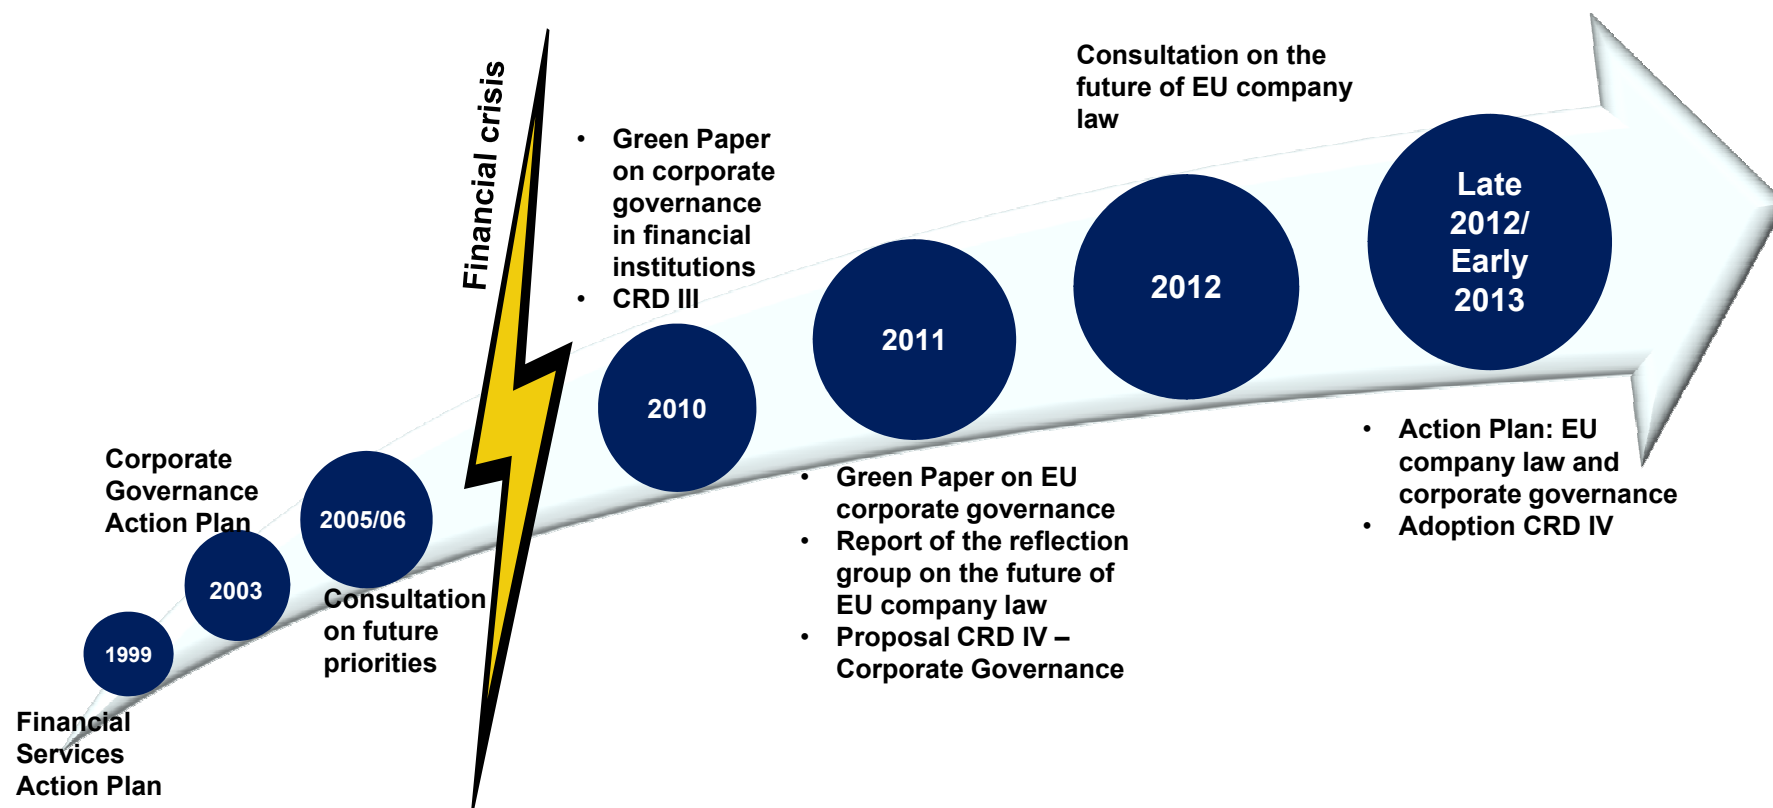 1999
Financial
Services
Action Plan
Corporate
Governance
Action Plan
2003
2005/06
Consultation
on future
priorities
Financial crisis
• Green Paper
on corporate
governance
in financial
institutions
• CRD III
2010
2011
• Green Paper on EU
corporate governance
• Report of the reflection
group on the future of
EU company law
• Proposal CRD IV –
Corporate Governance
Consultation on the
future of EU company
law
2012
Late
2012/
Early
2013
• Action Plan: EU
company law and
corporate governance
• Adoption CRD IV